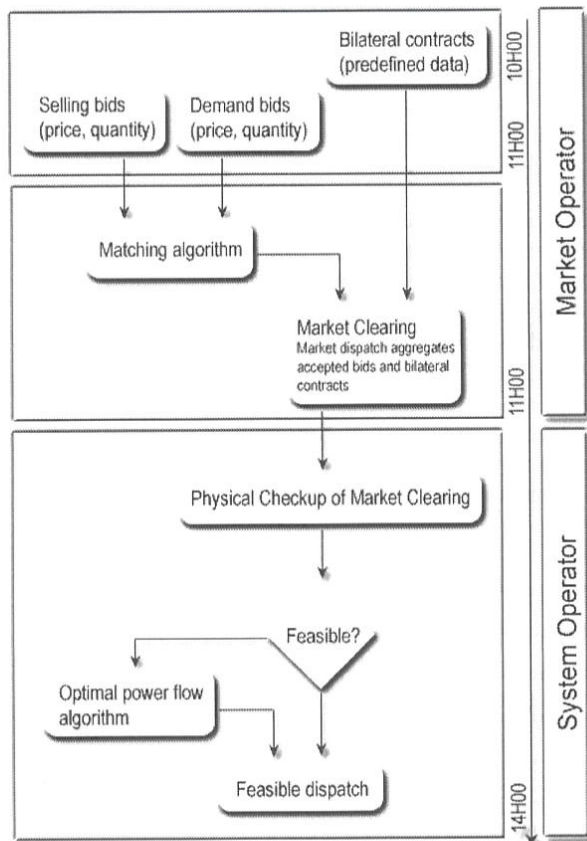 Bilateral contracts
(predefined data)
10H00
Selling bids
(price, quantity)
Demand bids
(price, quantity)
11H00
Market Operator
Matching algorithm
Market Clearing
Market dispatch aggregates
accepted bids and bilateral
contracts
11H00
Physical Checkup of Market Clearing
System Operator
Feasible?
Optimal power flow
algorithm
Feasible dispatch
14H00